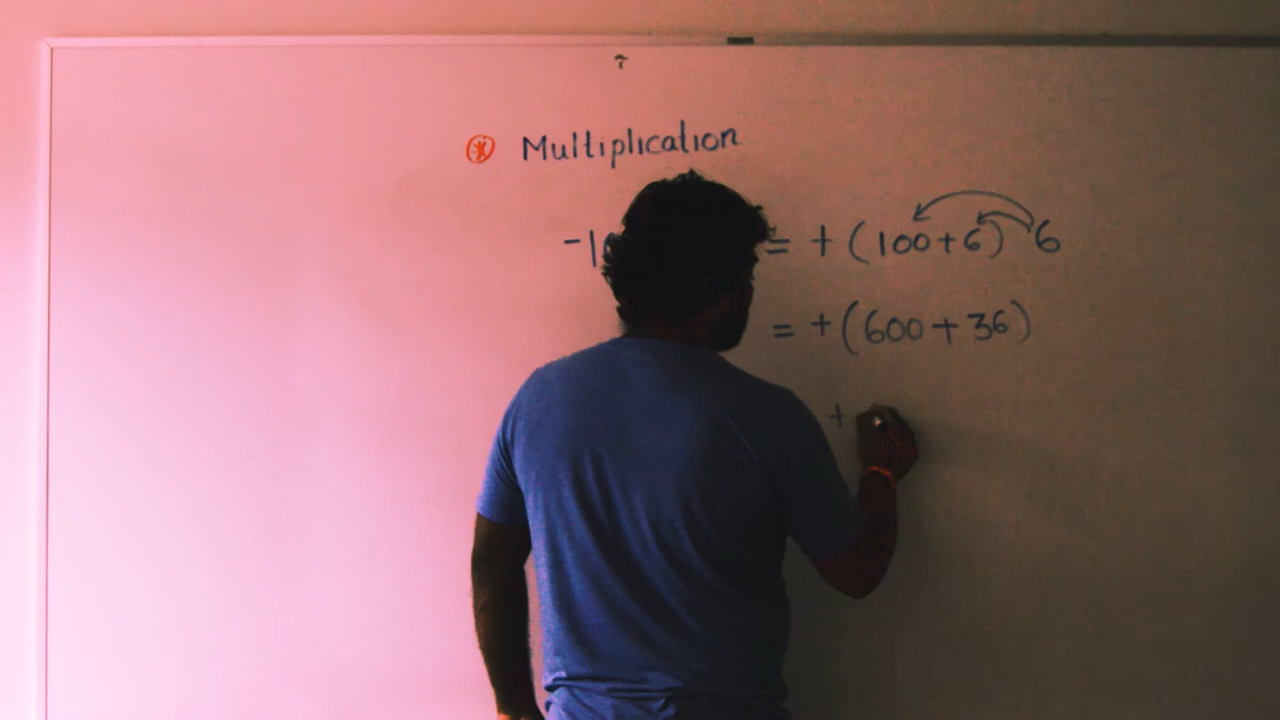 Multiplication
-1 = + (100+6) 6
= + (600 + 36)
+